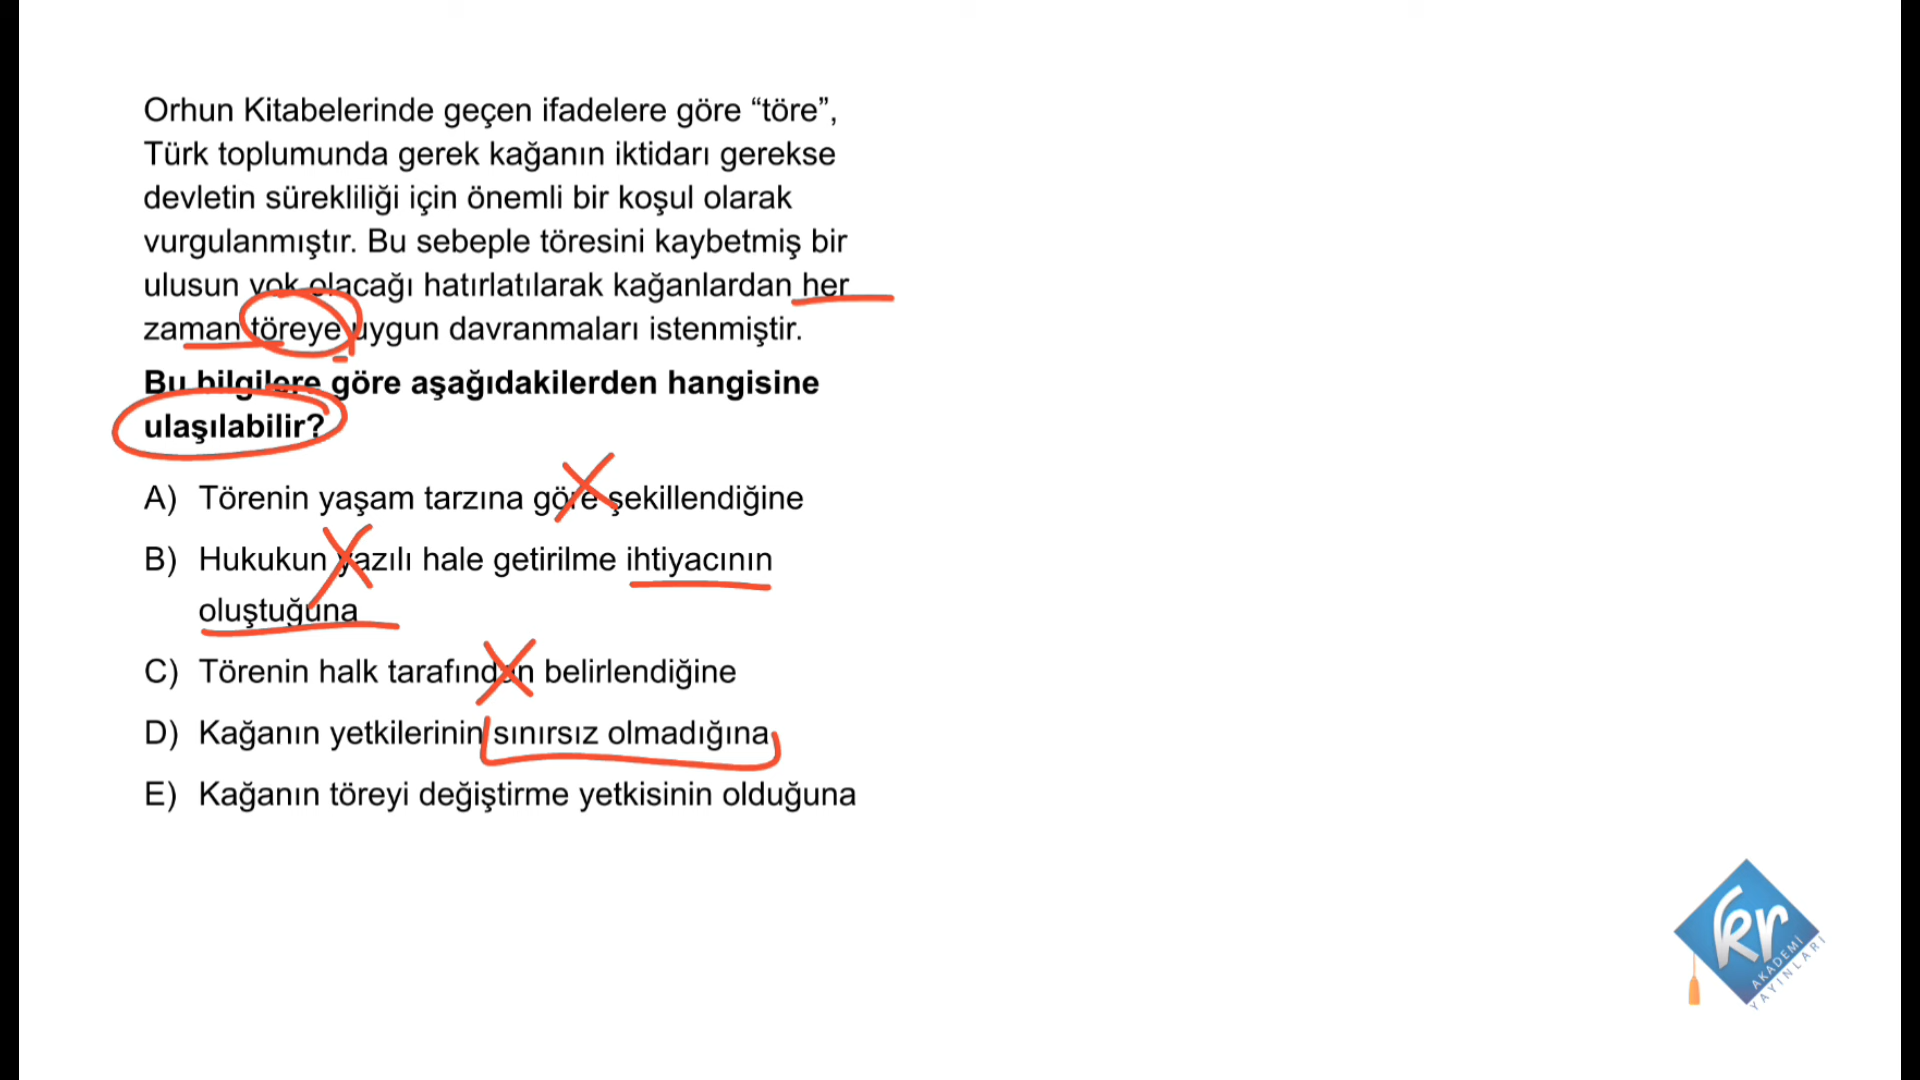 Orhun Kitabelerinde geçen ifadelere göre “töre”,
Türk toplumunda gerek kağanın iktidarı gerekse
devletin sürekliliği için önemli bir koşul olarak
vurgulanmıştır. Bu sebeple töresini kaybetmiş bir
ulusun yok olacağı hatırlatılarak kağanlardan her
zaman töreye uygun davranmaları istenmiştir.
Bu bilgilere göre aşağıdakilerden hangisine
ulaşılabilir?
A) Törenin yaşam tarzına göre şekillendiğine
B) Hukukun yazılı hale getirilme ihtiyacının
oluştuğuna
C) Törenin halk tarafından belirlendiğine
D) Kağanın yetkilerinin sınırsız olmadığına
E) Kağanın töreyi değiştirme yetkisinin olduğuna
kr
AKADEMİ
YAYINLARI